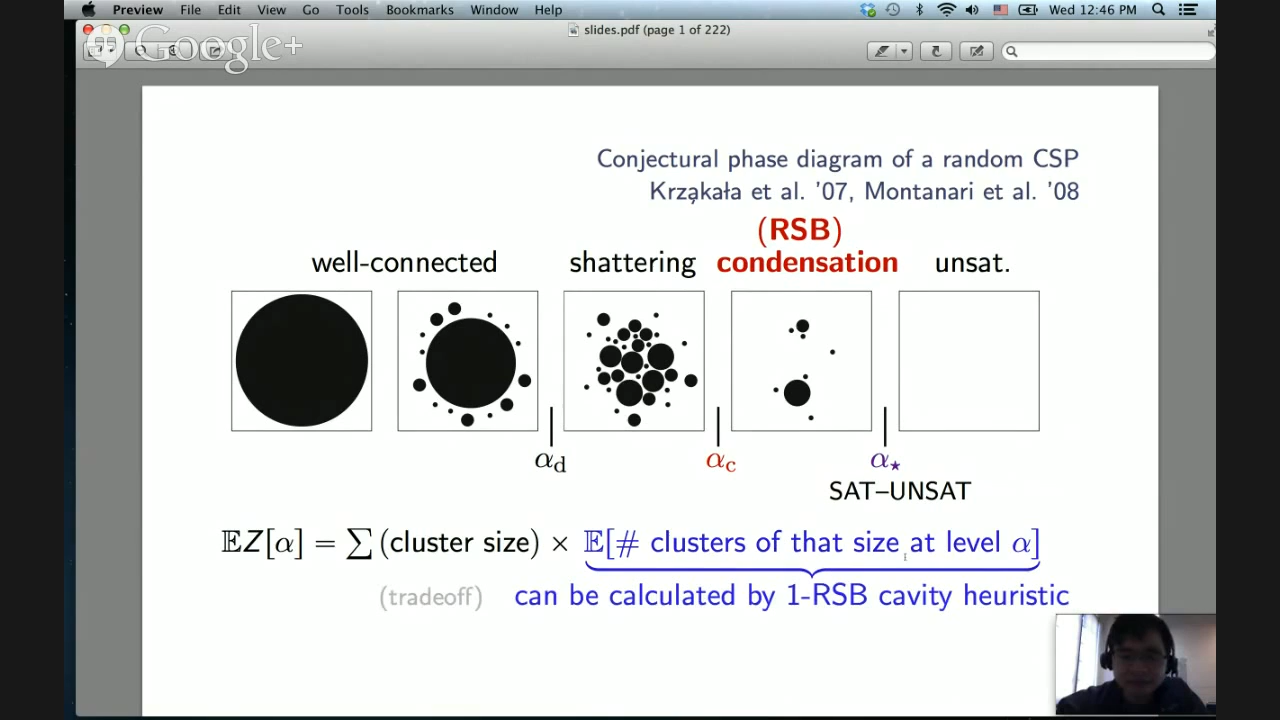 Preview File Edit View Go Tools Bookmarks Window Help Wed 12:46 PM
Google+
slides.pdf (page 1 of 222)
Conjectural phase diagram of a random CSP
Krząkała et al. '07, Montanari et al. '08
(RSB)
well-connected shattering condensation unsat.
α_d α_c α_⋆
SAT–UNSAT
𝔼Z[α] = ∑ (cluster size) × 𝔼[# clusters of that size at level α]
(tradeoff) can be calculated by 1-RSB cavity heuristic